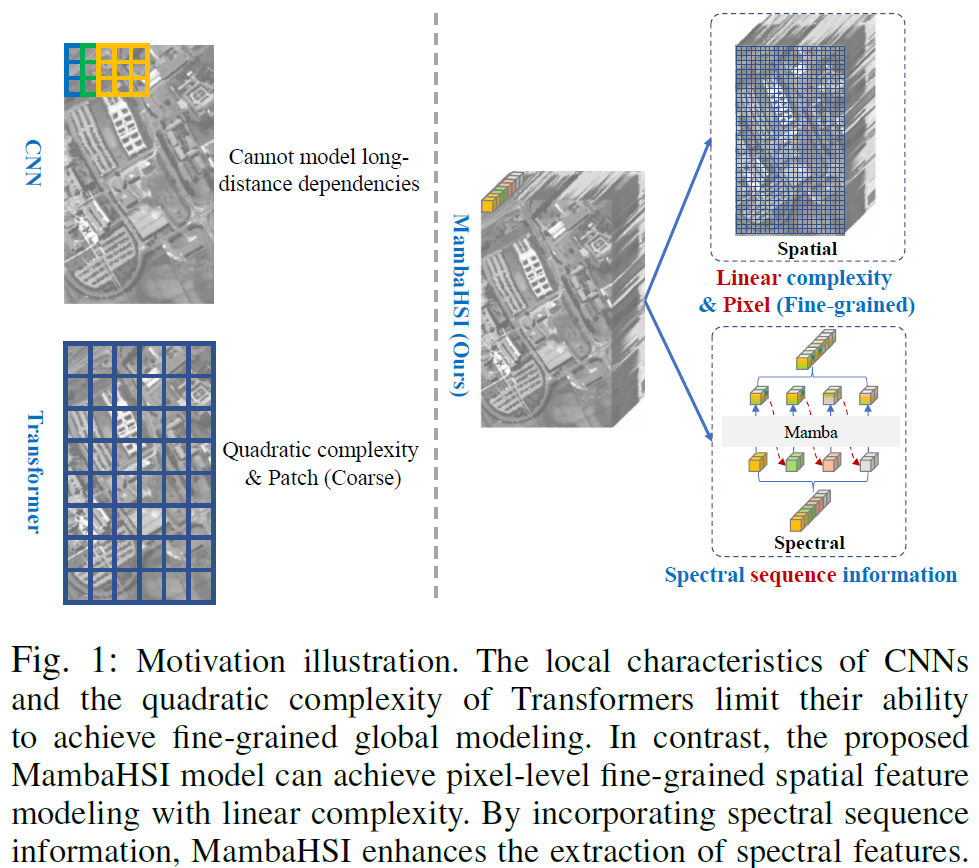 CNN
Cannot model long-
distance dependencies
Transformer
Quadratic complexity
& Patch (Coarse)
MambaHSI (Ours)
Spatial
Linear complexity
& Pixel (Fine-grained)
Mamba
Spectral
Spectral sequence information
Fig. 1: Motivation illustration. The local characteristics of CNNs
and the quadratic complexity of Transformers limit their ability
to achieve fine-grained global modeling. In contrast, the proposed
MambaHSI model can achieve pixel-level fine-grained spatial feature
modeling with linear complexity. By incorporating spectral sequence
information, MambaHSI enhances the extraction of spectral features.